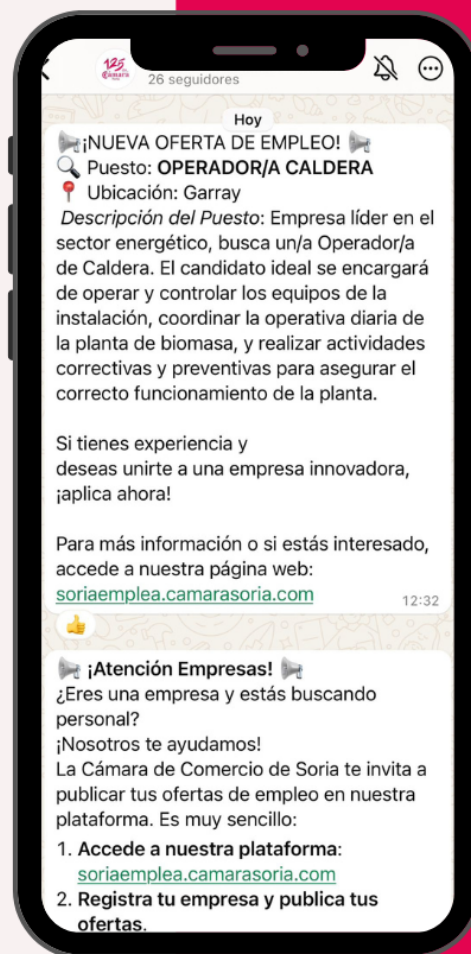 125
Cámara
26 seguidores
Hoy
📢¡NUEVA OFERTA DE EMPLEO! 📢
🔍 Puesto: OPERADOR/A CALDERA
📍 Ubicación: Garray
Descripción del Puesto: Empresa líder en el
sector energético, busca un/a Operador/a
de Caldera. El candidato ideal se encargará
de operar y controlar los equipos de la
instalación, coordinar la operativa diaria de
la planta de biomasa, y realizar actividades
correctivas y preventivas para asegurar el
correcto funcionamiento de la planta.
Si tienes experiencia y
deseas unirte a una empresa innovadora,
¡aplica ahora!
Para más información o si estás interesado,
accede a nuestra página web:
soriaemplea.camarasoria.com
12:32
👍
📢 ¡Atención Empresas! 📢
¿Eres una empresa y estás buscando
personal?
¡Nosotros te ayudamos!
La Cámara de Comercio de Soria te invita a
publicar tus ofertas de empleo en nuestra
plataforma. Es muy sencillo:
1. Accede a nuestra plataforma:
soriaemplea.camarasoria.com
2. Registra tu empresa y publica tus
ofertas.